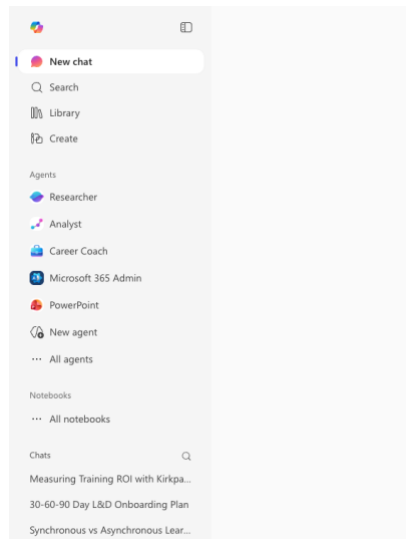 New chat
Search
Library
Create
Agents
Researcher
Analyst
Career Coach
Microsoft 365 Admin
PowerPoint
New agent
All agents
Notebooks
All notebooks
Chats
Measuring Training ROI with Kirkpa...
30-60-90 Day L&D Onboarding Plan
Synchronous vs Asynchronous Lear...